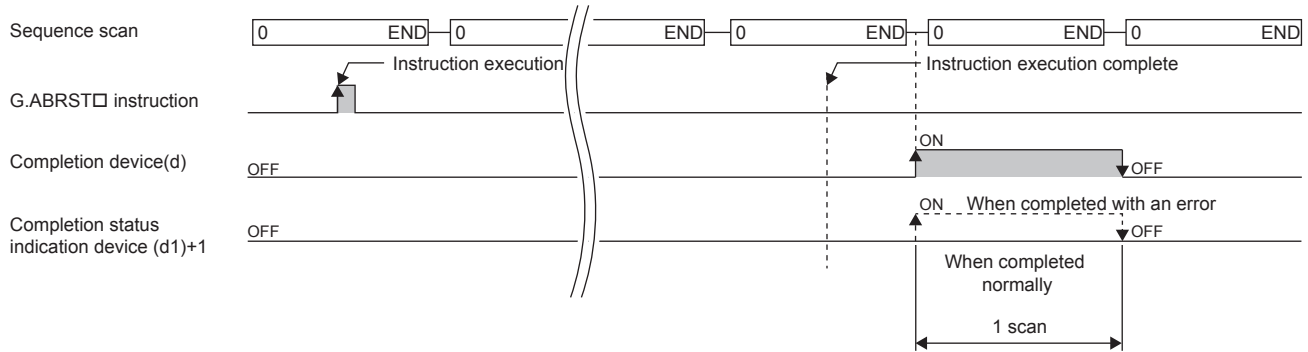 Sequence scan
0 END 0 END 0 END 0 END 0 END
Instruction execution
Instruction execution complete
G.ABRST□ instruction
ON
Completion device(d)
OFF
OFF
ON When completed with an error
Completion status
indication device (d1)+1
OFF
OFF
When completed
normally
1 scan